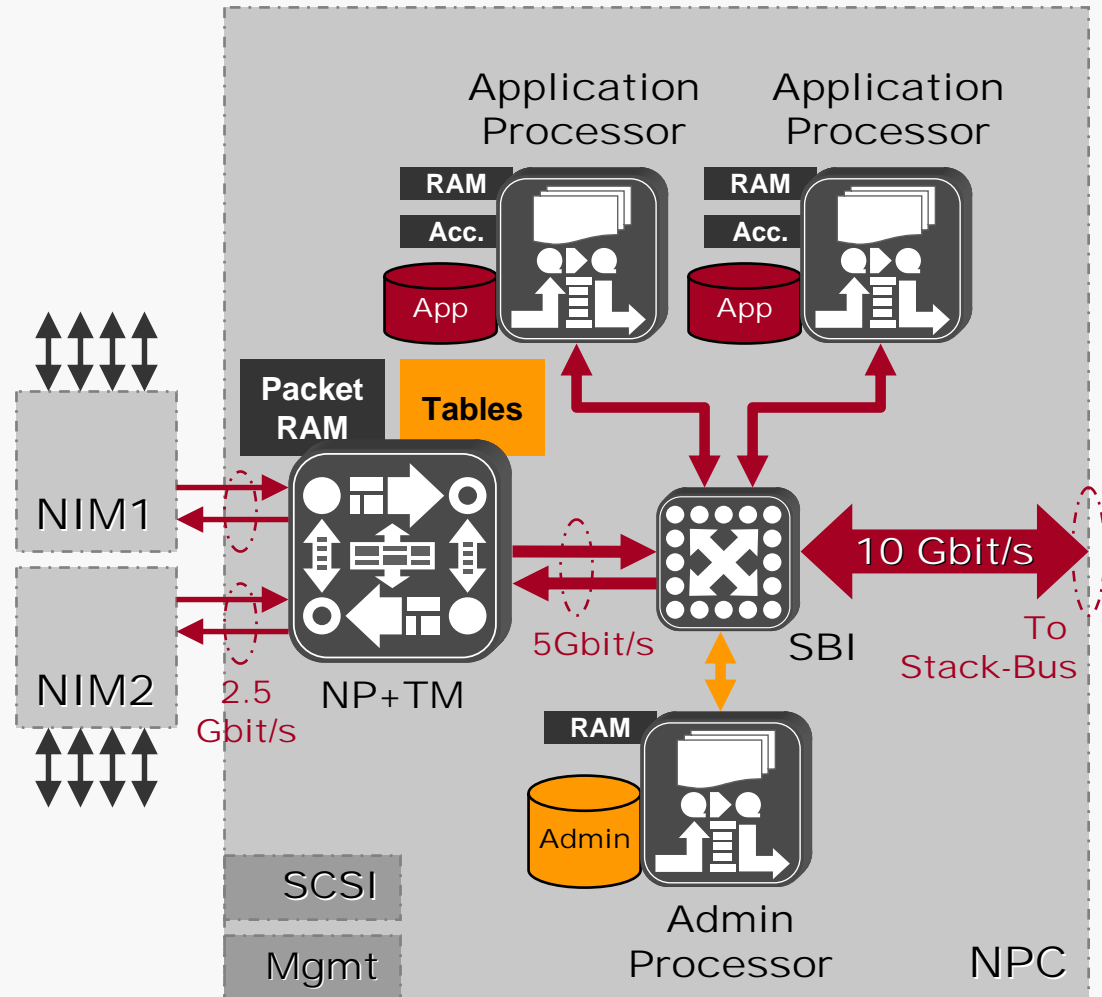 Application
Processor
Application
Processor
RAM
RAM
Acc.
Acc.
App
App
Packet
RAM
Tables
NIM1
NIM2
10 Gbit/s
5Gbit/s
SBI
To
Stack-Bus
2.5
Gbit/s
NP+TM
RAM
Admin
SCSI
Mgmt
Admin
Processor
NPC